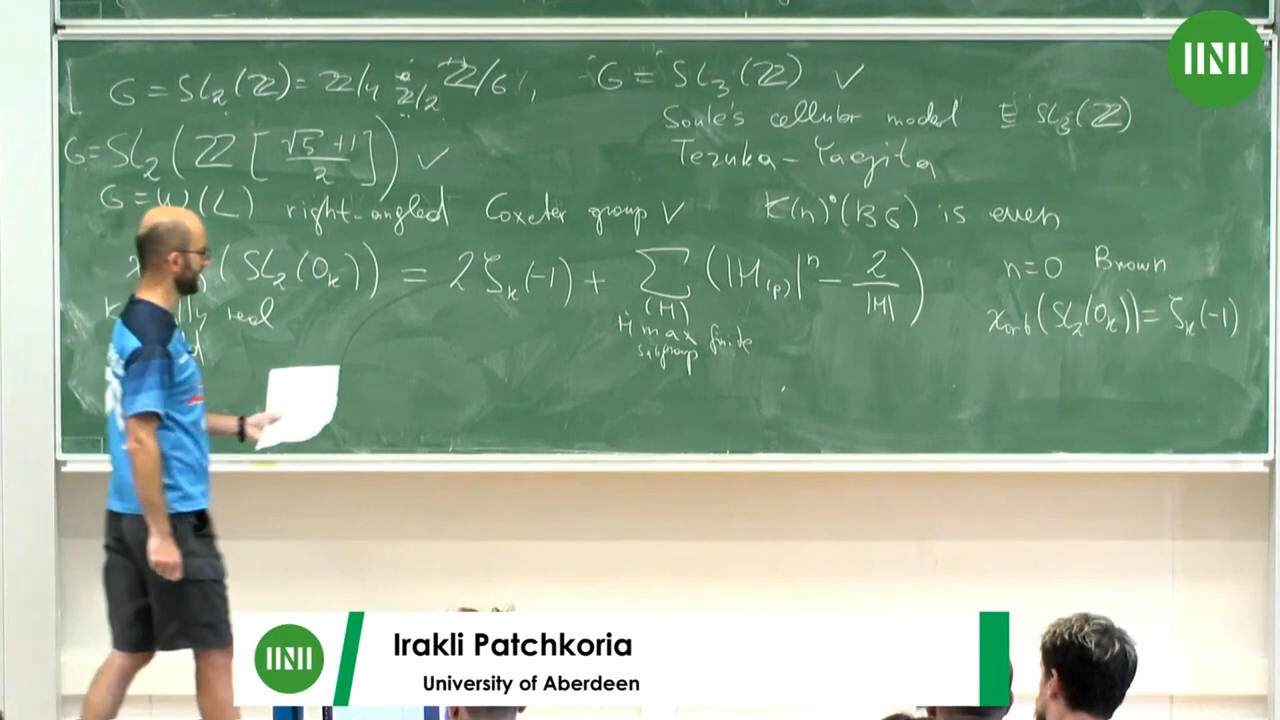 G = SL₂(ℤ) = ℤ/4 *_{ℤ/2} ℤ/6, G = SL₃(ℤ) ✓
Soule's cellular model E SL₃(ℤ)
G = SL₂(ℤ[(√5+1)/2]) ✓
Tezuka – Yagita
G = W(L) right-angled Coxeter group ✓ K(n)*(BG) is even
(SL₂(O_K)) = 2ζ_K(-1) + Σ_{(H)} (|H_(p)|ⁿ - 2/|H|) n=0 Brown
H max finite
subgroup
real
χ_orb(SL₂(O_K)) = ζ_K(-1)
Irakli Patchkoria
University of Aberdeen